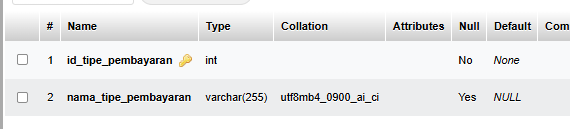 # Name Type Collation Attributes Null Default Com
1 id_tipe_pembayaran int No None
2 nama_tipe_pembayaran varchar(255) utf8mb4_0900_ai_ci Yes NULL